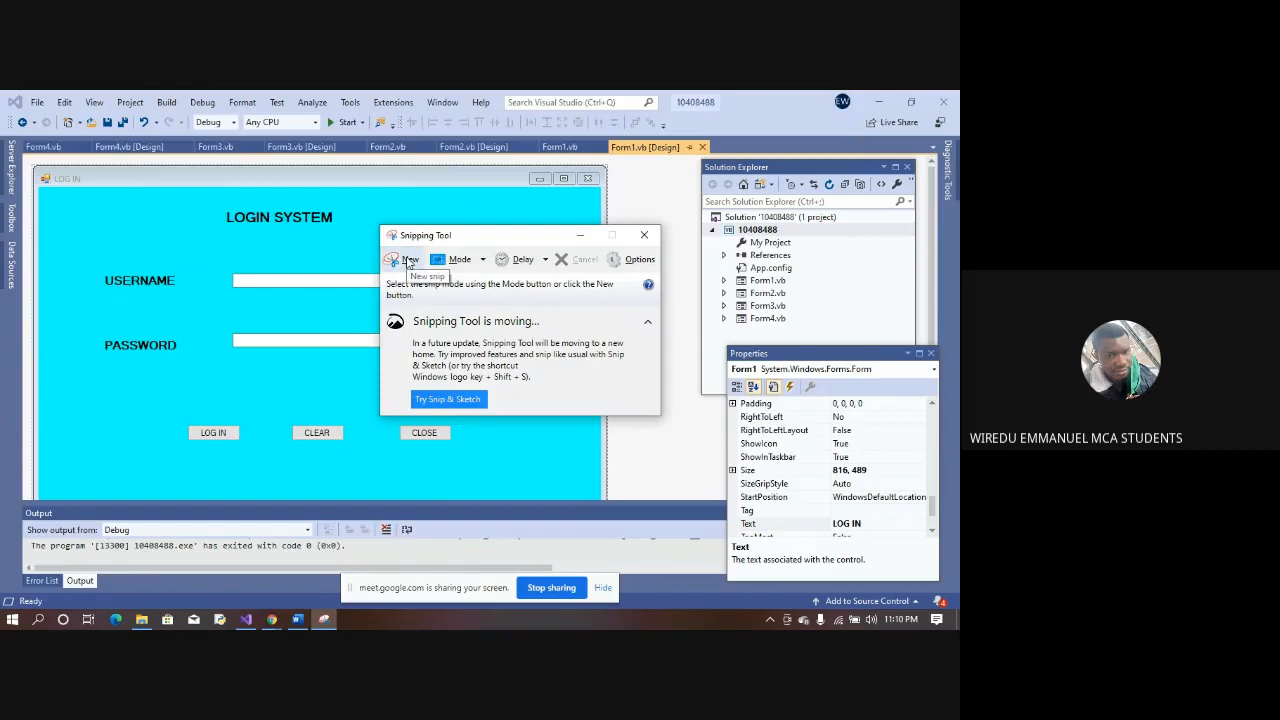 File Edit View Project Build Debug Format Test Analyze Tools Extensions Window Help Search Visual Studio (Ctrl+Q) 10408488 EW
Debug Any CPU Start Live Share
Form4.vb Form4.vb [Design] Form3.vb Form3.vb [Design] Form2.vb Form2.vb [Design] Form1.vb Form1.vb [Design]
Server Explorer
Toolbox
Data Sources
LOG IN
LOGIN SYSTEM
USERNAME
PASSWORD
LOG IN CLEAR CLOSE
Snipping Tool
New Mode Delay Cancel Options
New snip
Select the snip mode using the Mode button or click the New
button.
Snipping Tool is moving...
In a future update, Snipping Tool will be moving to a new
home. Try improved features and snip like usual with Snip
& Sketch (or try the shortcut
Windows logo key + Shift + S).
Try Snip & Sketch
Solution Explorer
Search Solution Explorer (Ctrl+;)
Solution '10408488' (1 project)
10408488
My Project
References
App.config
Form1.vb
Form2.vb
Form3.vb
Form4.vb
Diagnostic Tools
Properties
Form1 System.Windows.Forms.Form
Padding 0, 0, 0, 0
RightToLeft No
RightToLeftLayout False
ShowIcon True
ShowInTaskbar True
Size 816, 489
SizeGripStyle Auto
StartPosition WindowsDefaultLocation
Tag
Text LOG IN
Text
The text associated with the control.
Output
Show output from: Debug
The program '[13300] 10408488.exe' has exited with code 0 (0x0).
Error List Output
meet.google.com is sharing your screen. Stop sharing Hide
Ready Add to Source Control 4
11:10 PM
WIREDU EMMANUEL MCA STUDENTS